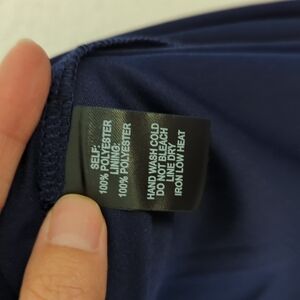 SELF:
100% POLYESTER
LINING:
100% POLYESTER
HAND WASH COLD
DO NOT BLEACH
LINE DRY
IRON LOW HEAT